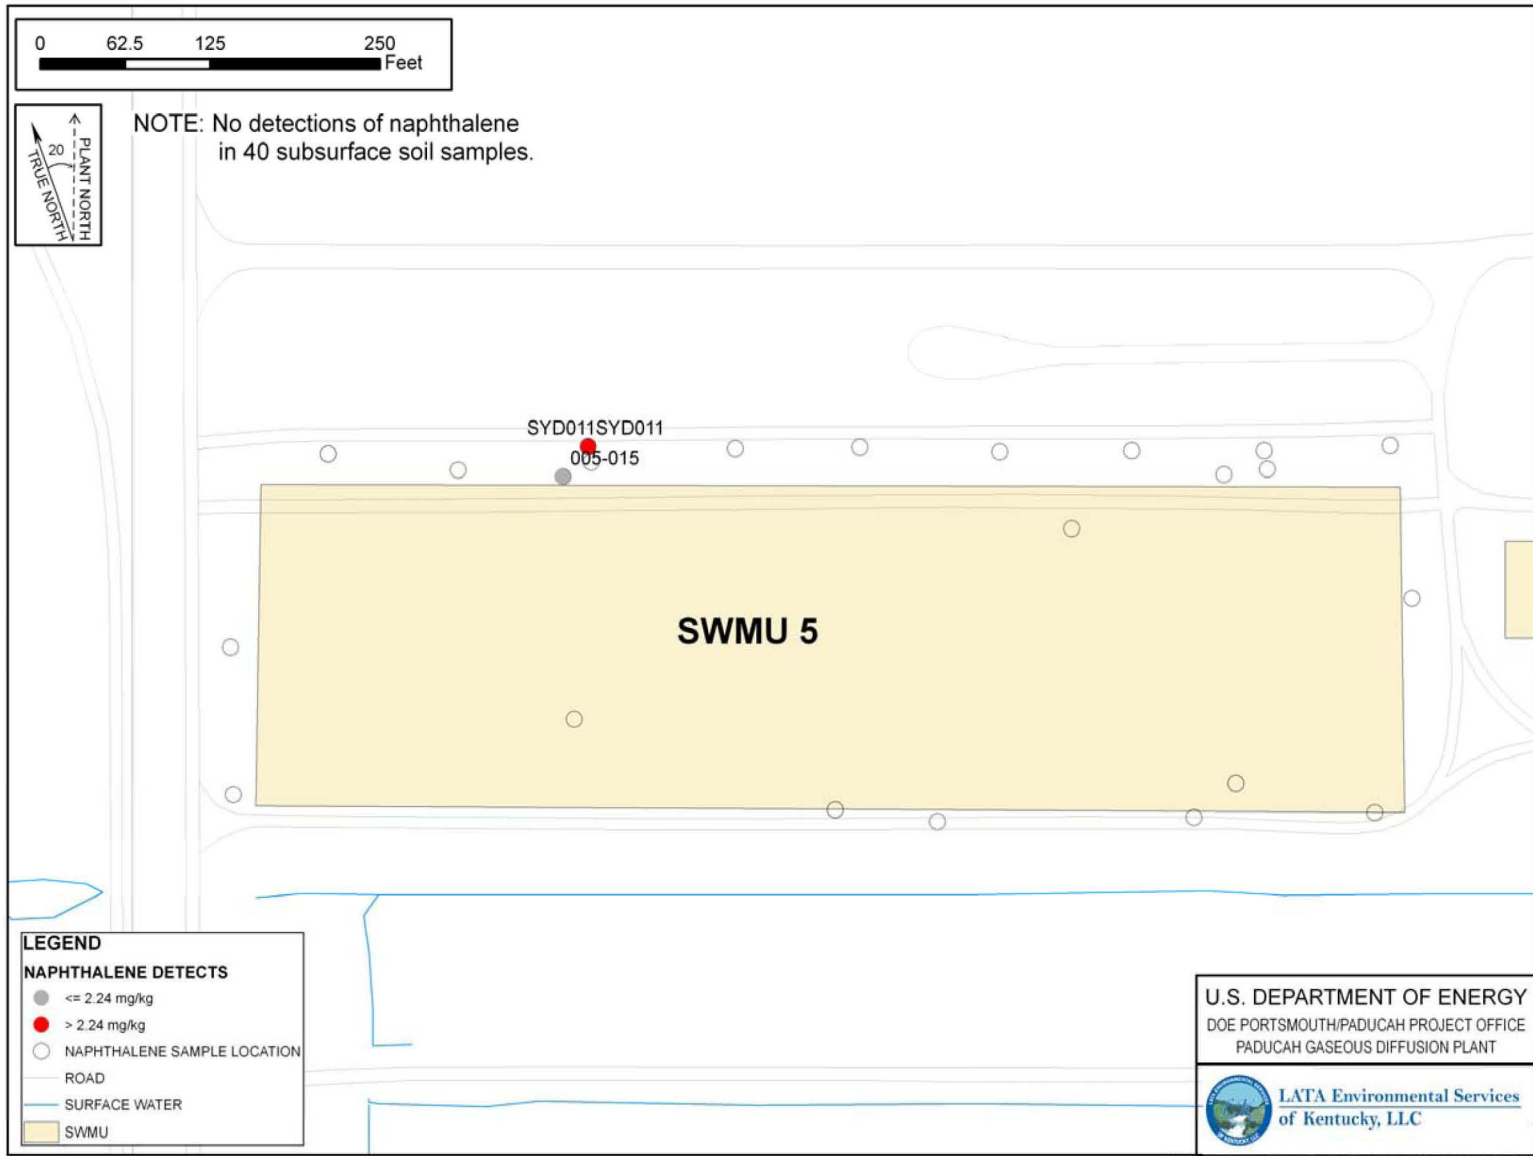 0 62.5 125 250
Feet
NOTE: No detections of naphthalene
in 40 subsurface soil samples.
20
TRUE NORTH
PLANT NORTH
SYD011SYD011
005-015
SWMU 5
LEGEND
NAPHTHALENE DETECTS
<= 2.24 mg/kg
> 2.24 mg/kg
NAPHTHALENE SAMPLE LOCATION
ROAD
SURFACE WATER
SWMU
U.S. DEPARTMENT OF ENERGY
DOE PORTSMOUTH/PADUCAH PROJECT OFFICE
PADUCAH GASEOUS DIFFUSION PLANT
LATA Environmental Services
of Kentucky, LLC